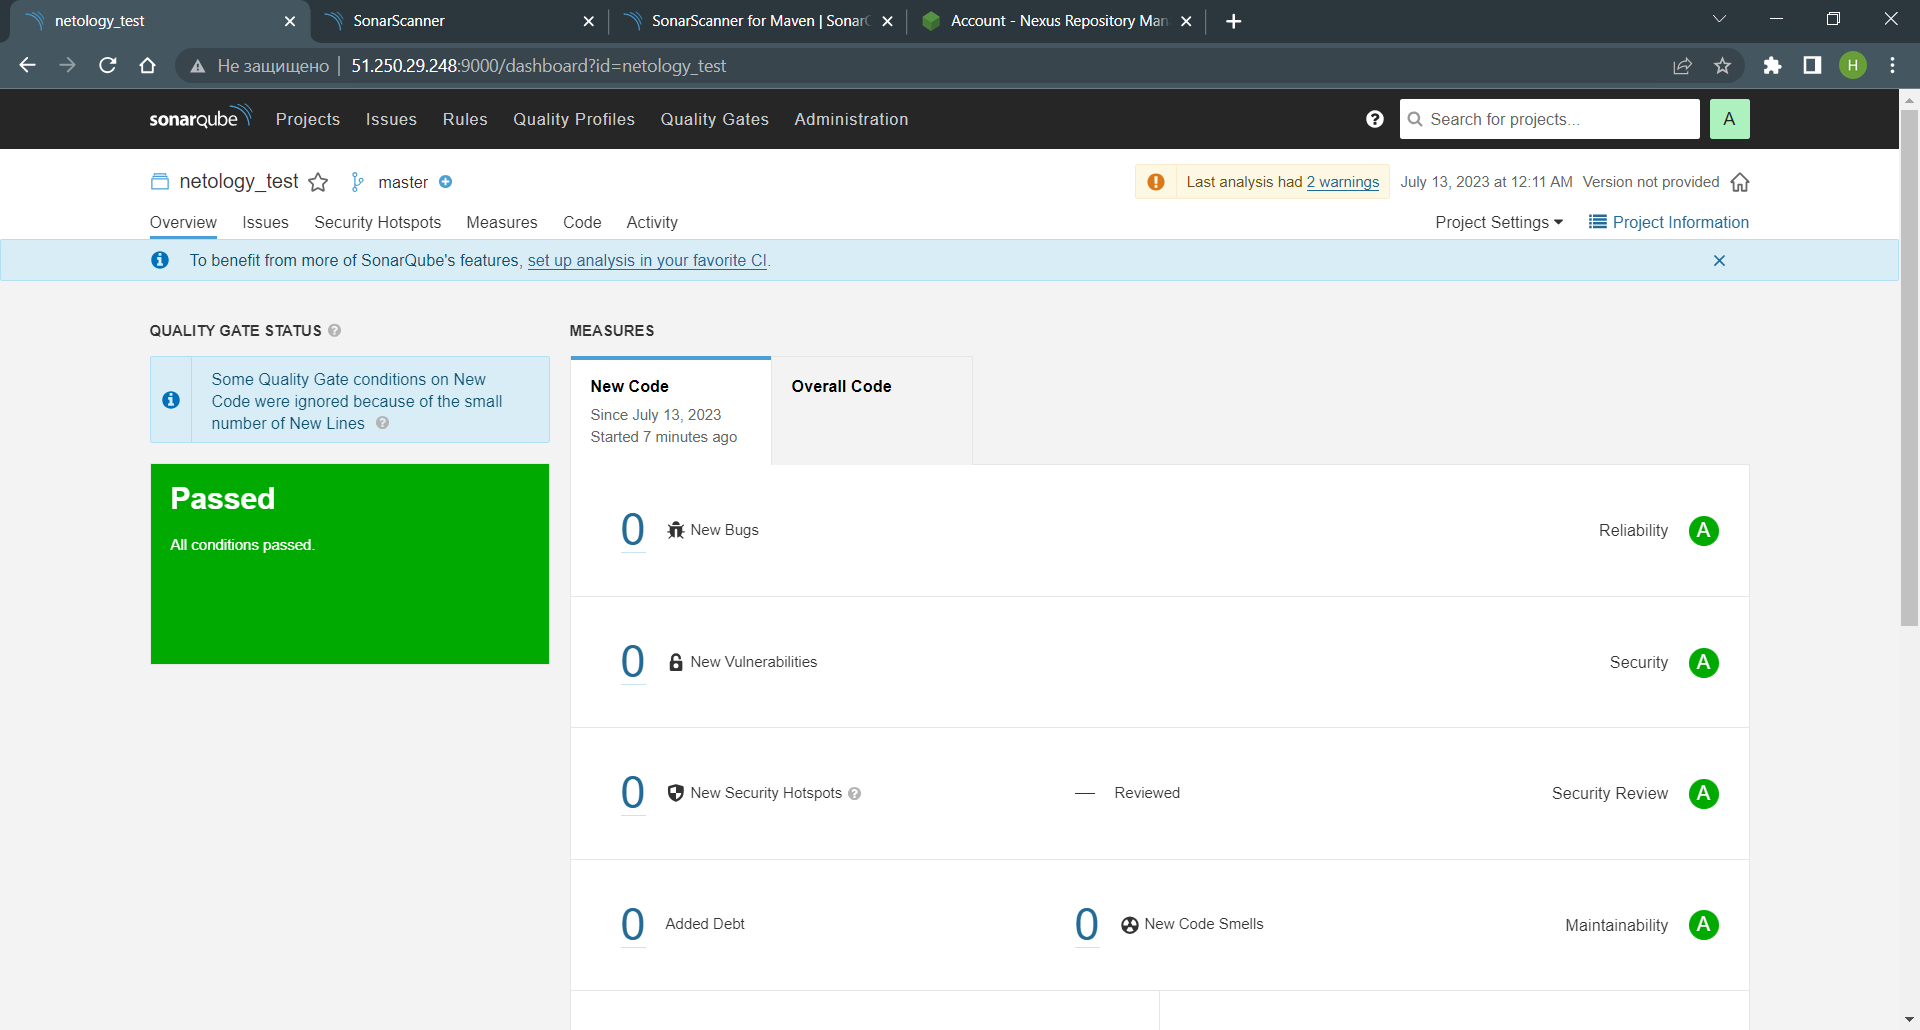 netology_test
SonarScanner
SonarScanner for Maven | Sonar
Account - Nexus Repository Man
Не защищено
51.250.29.248:9000/dashboard?id=netology_test
H
sonarqube
Projects
Issues
Rules
Quality Profiles
Quality Gates
Administration
Search for projects...
A
netology_test
master
Last analysis had 2 warnings
July 13, 2023 at 12:11 AM
Version not provided
Overview
Issues
Security Hotspots
Measures
Code
Activity
Project Settings
Project Information
To benefit from more of SonarQube's features, set up analysis in your favorite CI.
QUALITY GATE STATUS
Some Quality Gate conditions on New
Code were ignored because of the small
number of New Lines
Passed
All conditions passed.
MEASURES
New Code
Since July 13, 2023
Started 7 minutes ago
Overall Code
0
New Bugs
Reliability
A
0
New Vulnerabilities
Security
A
0
New Security Hotspots
Reviewed
Security Review
A
0
Added Debt
0
New Code Smells
Maintainability
A